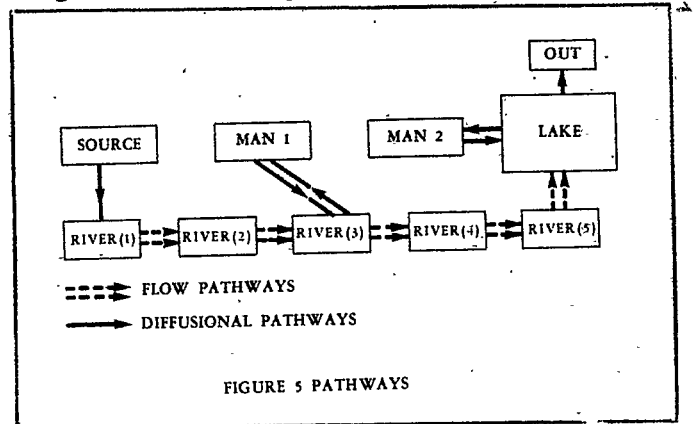 OUT
SOURCE
MAN 1
MAN 2
LAKE
RIVER(1)
RIVER(2)
RIVER(3)
RIVER(4)
RIVER(5)
FLOW PATHWAYS
DIFFUSIONAL PATHWAYS
FIGURE 5 PATHWAYS